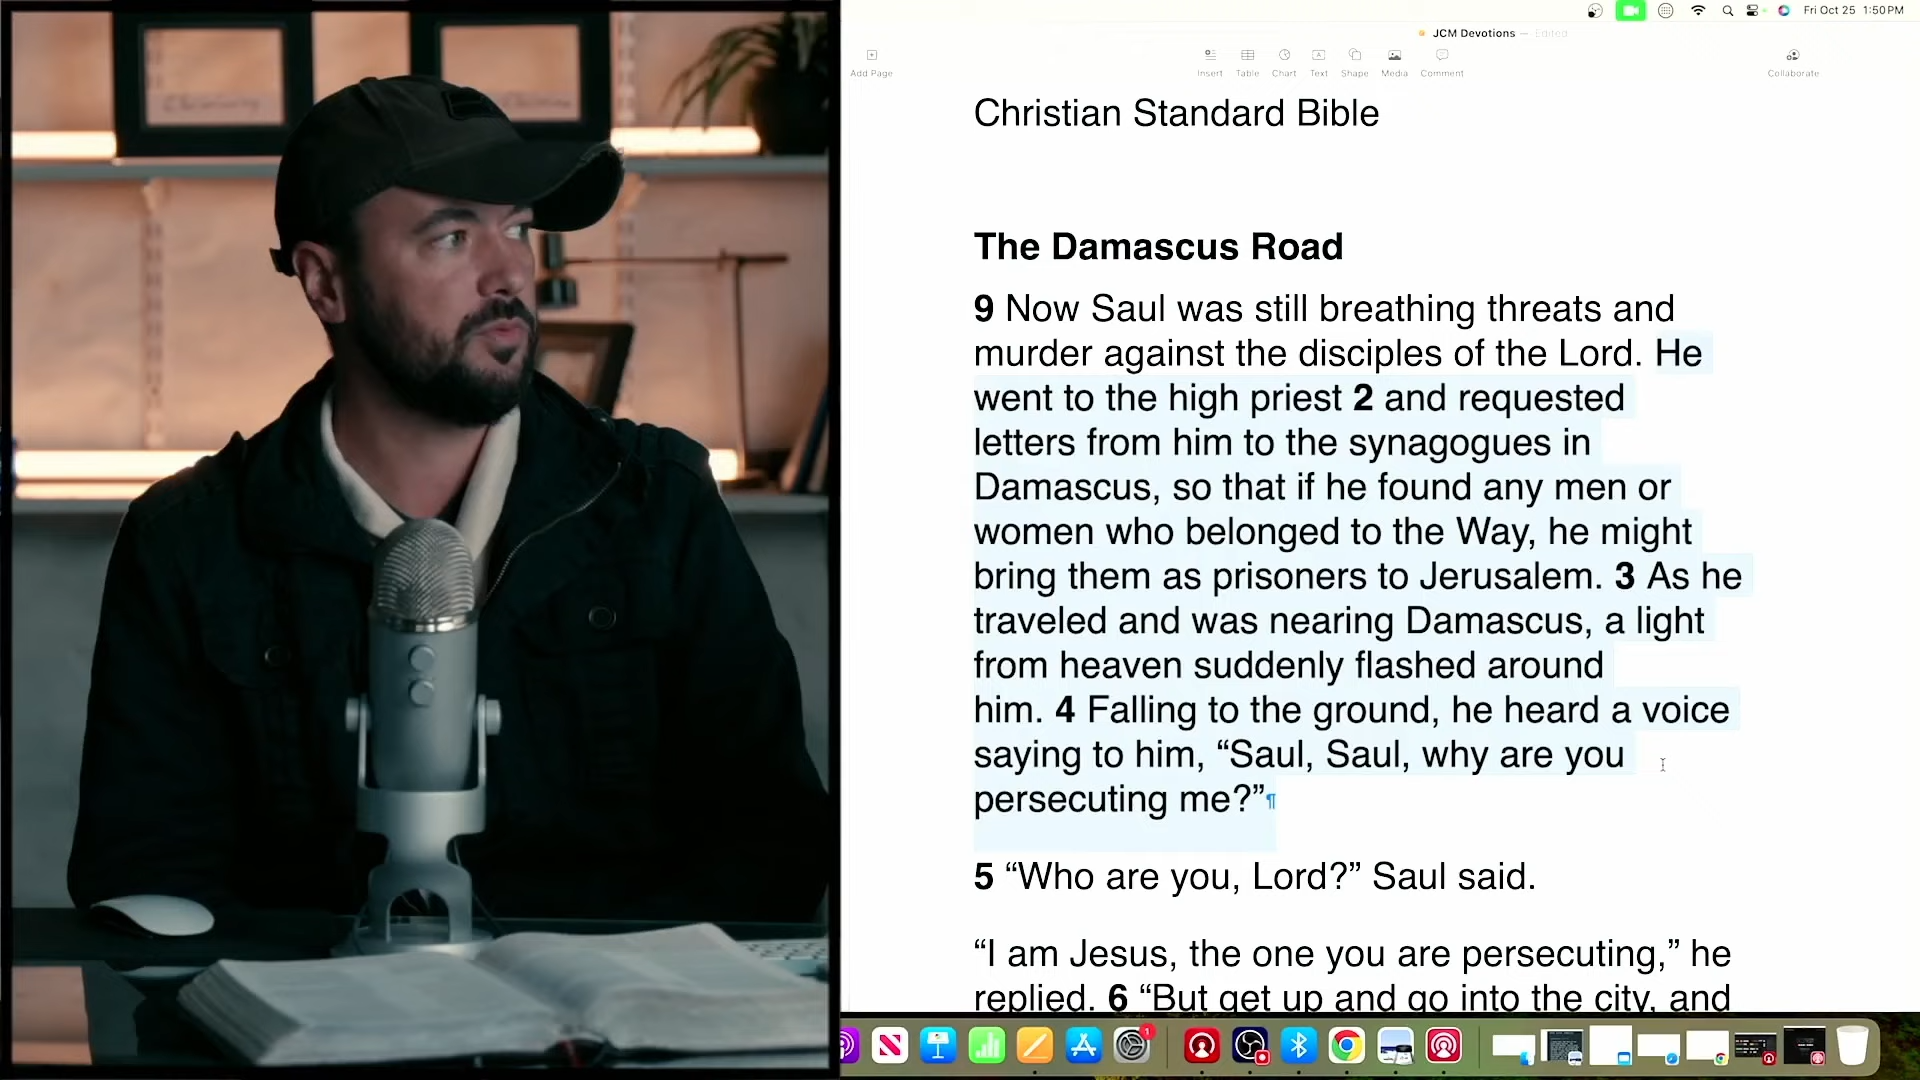 Fri Oct 25 1:50 PM
JCM Devotions — Edited
Add Page
Insert
Table
Chart
Text
Shape
Media
Comment
Collaborate
Christian Standard Bible
The Damascus Road
9 Now Saul was still breathing threats and
murder against the disciples of the Lord. He
went to the high priest 2 and requested
letters from him to the synagogues in
Damascus, so that if he found any men or
women who belonged to the Way, he might
bring them as prisoners to Jerusalem. 3 As he
traveled and was nearing Damascus, a light
from heaven suddenly flashed around
him. 4 Falling to the ground, he heard a voice
saying to him, “Saul, Saul, why are you
persecuting me?”¶
5 “Who are you, Lord?” Saul said.
“I am Jesus, the one you are persecuting,” he
replied. 6 “But get up and go into the city, and
1